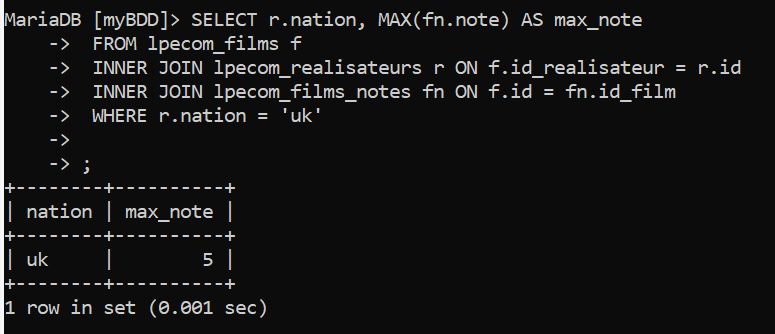 MariaDB [myBDD]> SELECT r.nation, MAX(fn.note) AS max_note
    ->  FROM lpecom_films f
    ->  INNER JOIN lpecom_realisateurs r ON f.id_realisateur = r.id
    ->  INNER JOIN lpecom_films_notes fn ON f.id = fn.id_film
    ->  WHERE r.nation = 'uk'
    ->
    -> ;
+--------+----------+
| nation | max_note |
+--------+----------+
| uk     |        5 |
+--------+----------+
1 row in set (0.001 sec)